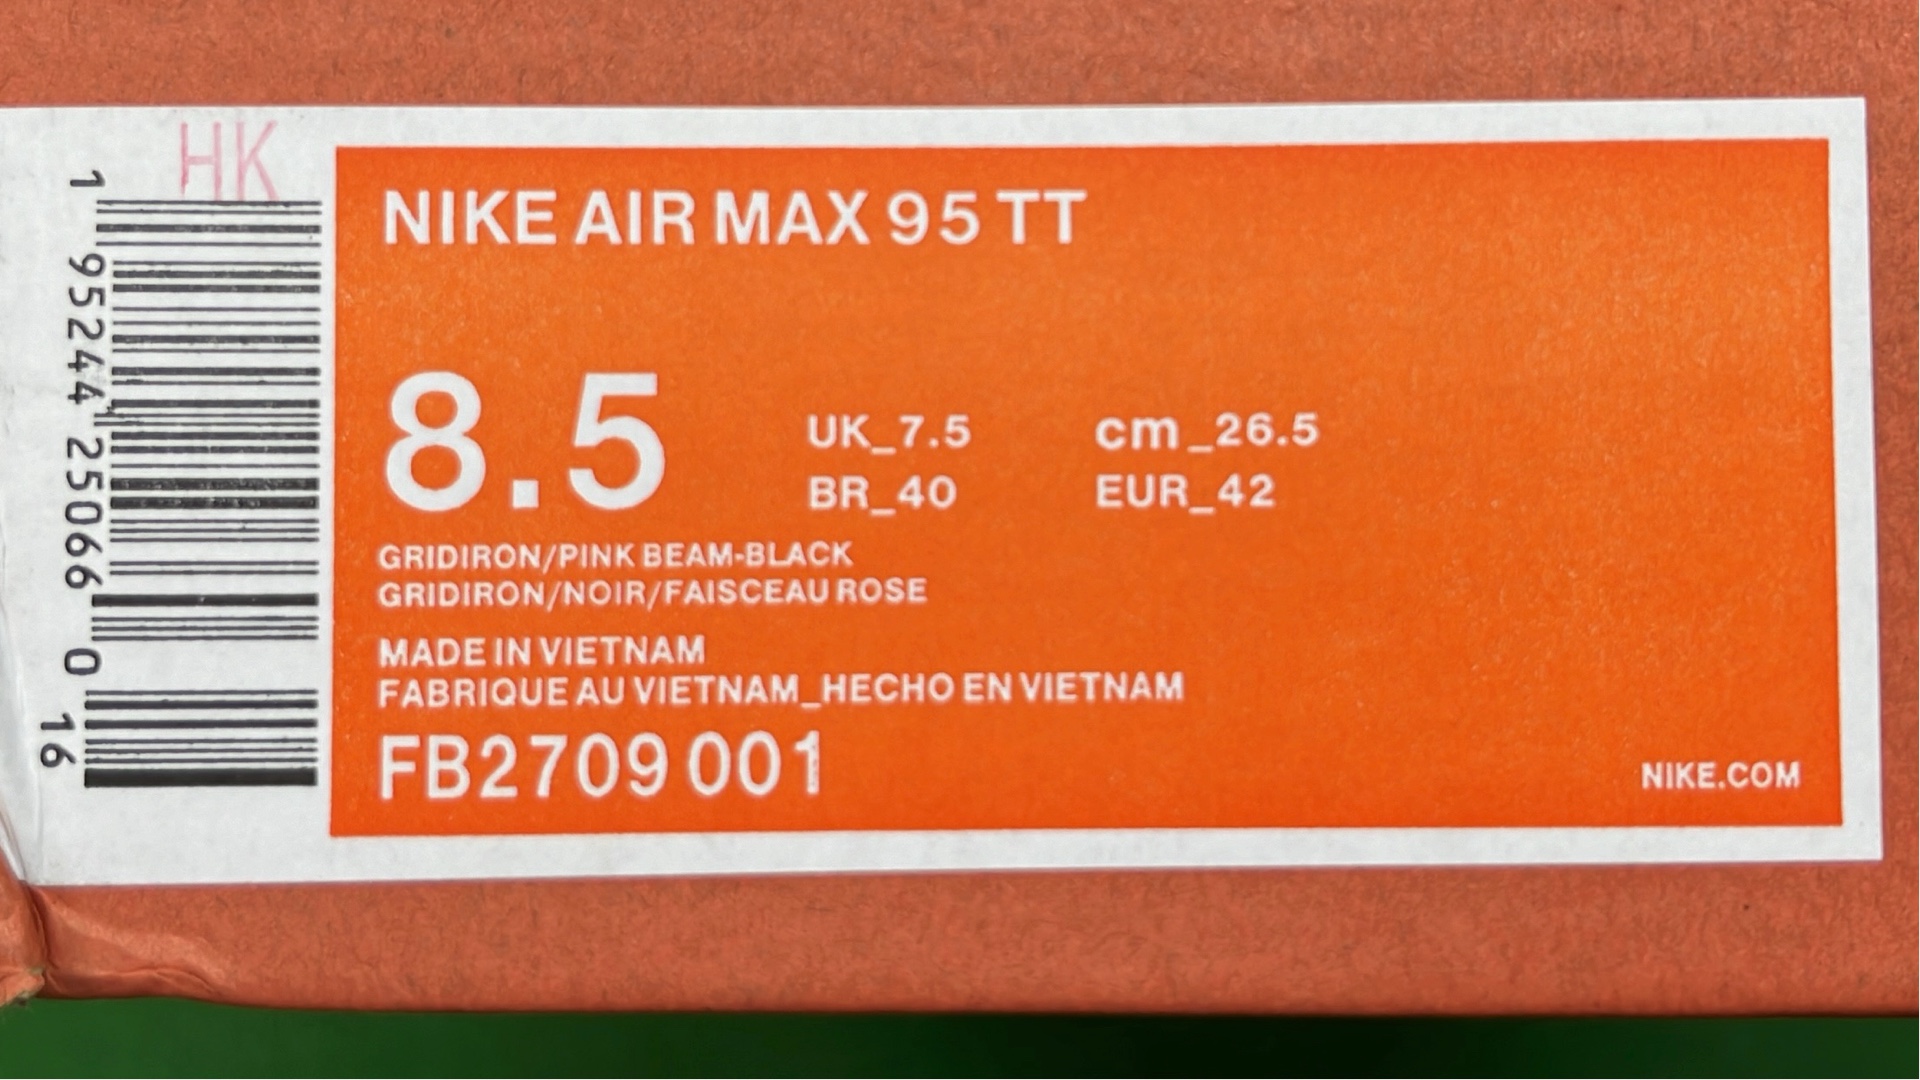 HK
1 95244 25066 0 16
NIKE AIR MAX 95 TT
8.5
UK_7.5 cm_26.5
BR_40 EUR_42
GRIDIRON/PINK BEAM-BLACK
GRIDIRON/NOIR/FAISCEAU ROSE
MADE IN VIETNAM
FABRIQUE AU VIETNAM_HECHO EN VIETNAM
FB2709 001
NIKE.COM